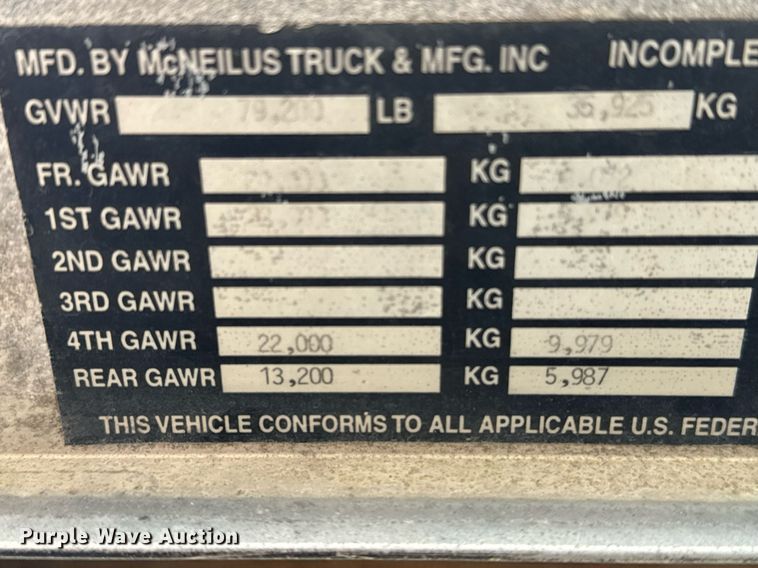 MFD. BY McNEILUS TRUCK & MFG. INC INCOMPLE
GVWR 79,200 LB 35,925 KG
FR. GAWR KG
1ST GAWR KG
2ND GAWR KG
3RD GAWR KG
4TH GAWR 22,000 KG 9,979
REAR GAWR 13,200 KG 5,987
THIS VEHICLE CONFORMS TO ALL APPLICABLE U.S. FEDER
Purple Wave Auction